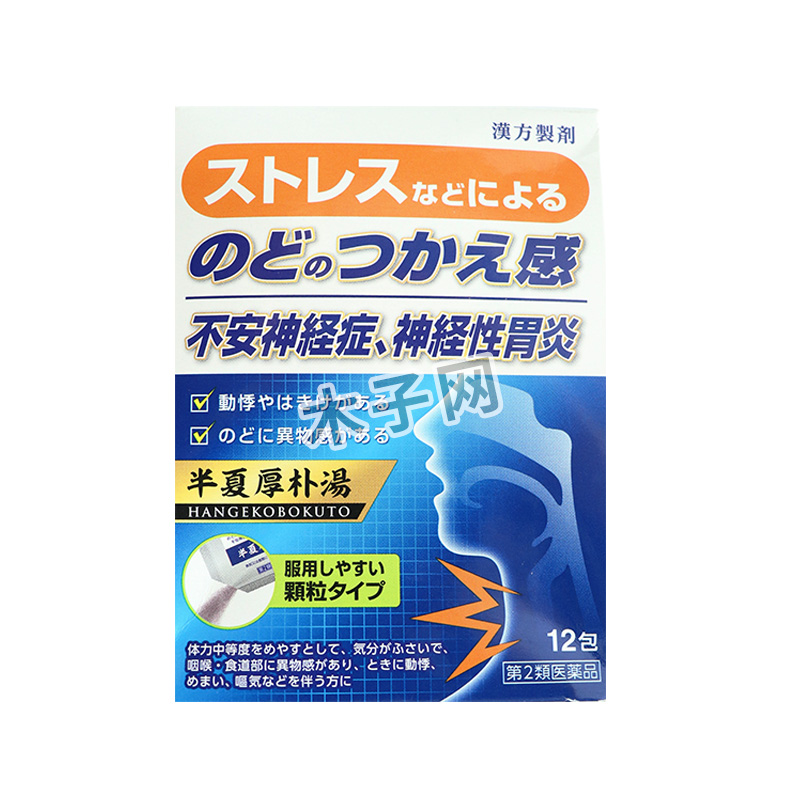 漢方製剤
ストレスなどによる
のどのつかえ感
不安神経症、神経性胃炎
動悸やはきけがある
のどに異物感がある
木子网
半夏厚朴湯
HANGEKOBOKUTO
半夏
服用しやすい
顆粒タイプ
体力中等度をめやすとして、気分がふさいで、
咽喉・食道部に異物感があり、ときに動悸、
めまい、嘔気などを伴う方に
12包
第2類医薬品